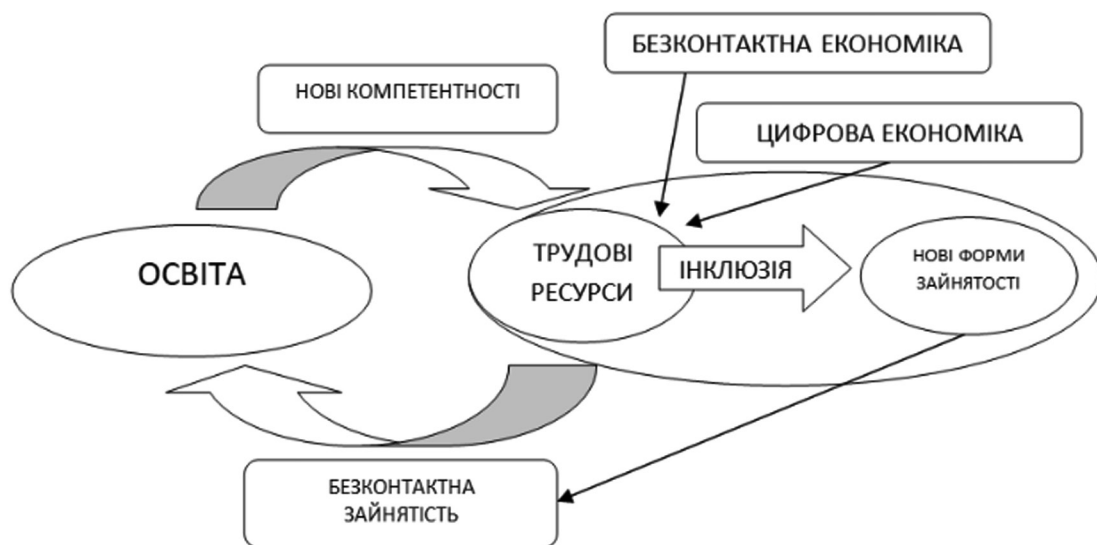 БЕЗКОНТАКТНА ЕКОНОМІКА
НОВІ КОМПЕТЕНТНОСТІ
ЦИФРОВА ЕКОНОМІКА
ОСВІТА
ТРУДОВІ
РЕСУРСИ
ІНКЛЮЗІЯ
НОВІ ФОРМИ
ЗАЙНЯТОСТІ
БЕЗКОНТАКТНА
ЗАЙНЯТІСТЬ